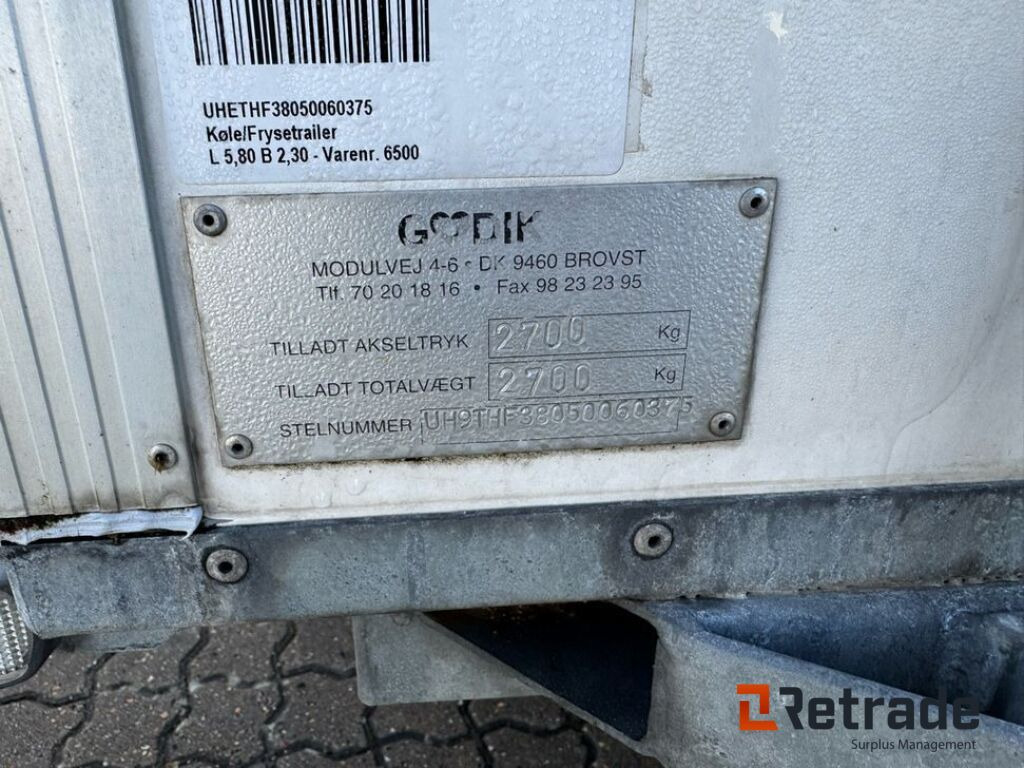 UHETHF38050060375
Køle/Frysetrailer
L 5,80 B 2,30 - Varenr. 6500
MODULVEJ 4-6 • DK 9460 BROVST
Tlf. 70 20 18 16 • Fax 98 23 23 95
TILLADT AKSELTRYK 2700 Kg
TILLADT TOTALVÆGT 2700 Kg
STELNUMMER UH9THF38050060375
Retrade
Surplus Management